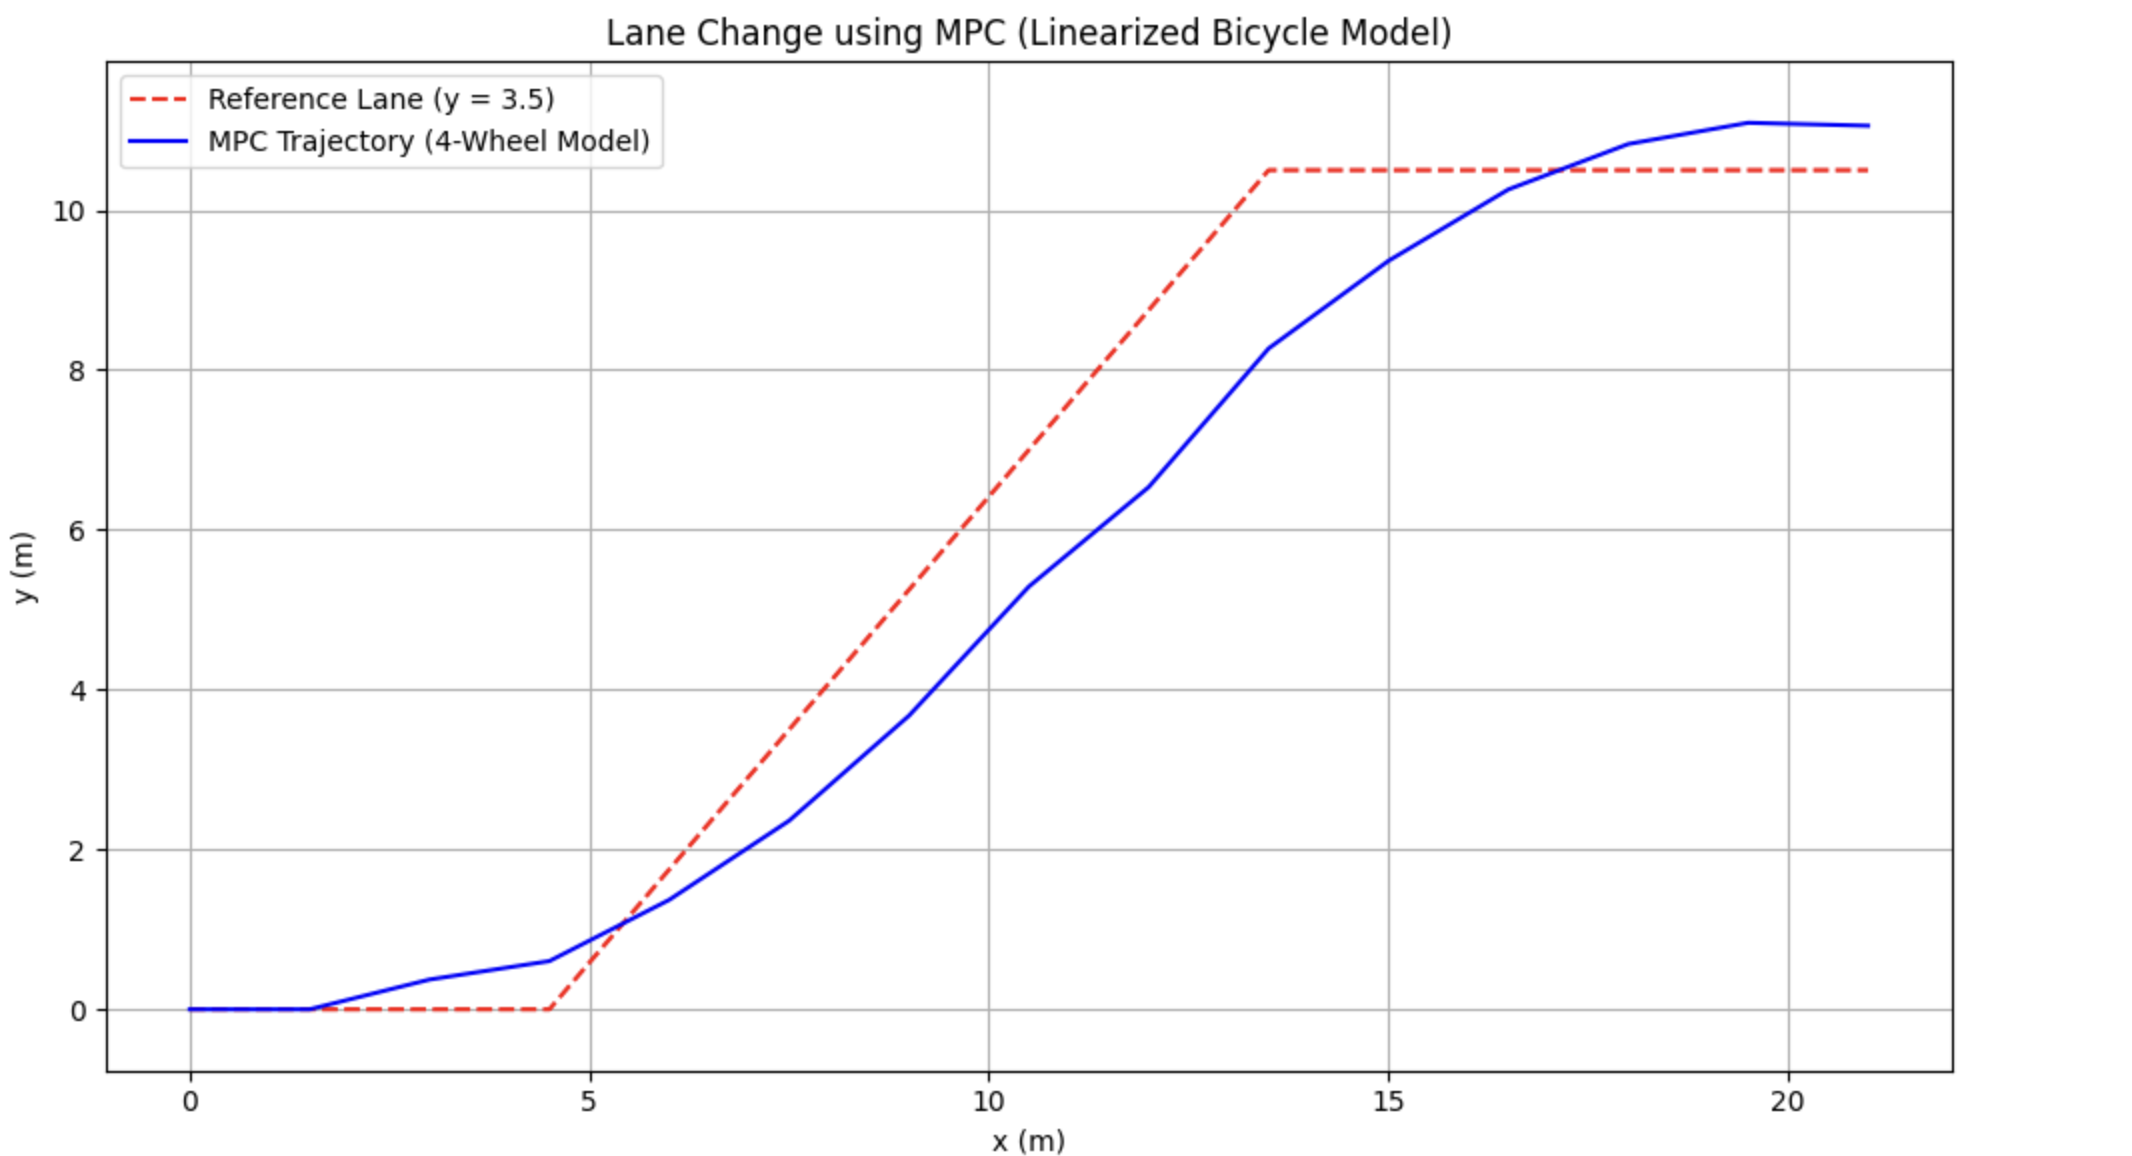 Lane Change using MPC (Linearized Bicycle Model)
Reference Lane (y = 3.5)
MPC Trajectory (4-Wheel Model)
10
8
6
4
2
0
y (m)
0 5 10 15 20
x (m)